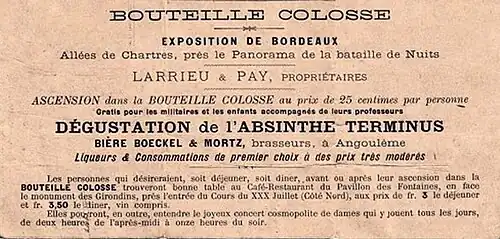 BOUTEILLE COLOSSE
EXPOSITION DE BORDEAUX
Allées de Chartres, près le Panorama de la bataille de Nuits
LARRIEU & PAY, PROPRIÉTAIRES
ASCENSION dans la BOUTEILLE COLOSSE au prix de 25 centimes par personne
Gratis pour les militaires et les enfants accompagnés de leurs professeurs
DÉGUSTATION de l'ABSINTHE TERMINUS
BIÈRE BOECKEL & MORTZ, brasseurs, à Angoulème
Liqueurs & Consommations de premier choix à des prix très modérés
Les personnes qui désireraient, soit déjeuner, soit dîner, avant ou après leur ascension dans la
BOUTEILLE COLOSSE trouveront bonne table au Café-Restaurant du Pavillon des Fontaines, en face
le monument des Girondins, près l'entrée du Cours du XXX Juillet (Côté Nord), aux prix de fr. 3 le déjeuner
et fr. 3,50 le dîner, vin compris.
Elles pourront, en outre, entendre le joyeux concert cosmopolite de dames qui y jouent tous les jours,
de deux heures de l'après-midi à onze heures du soir.